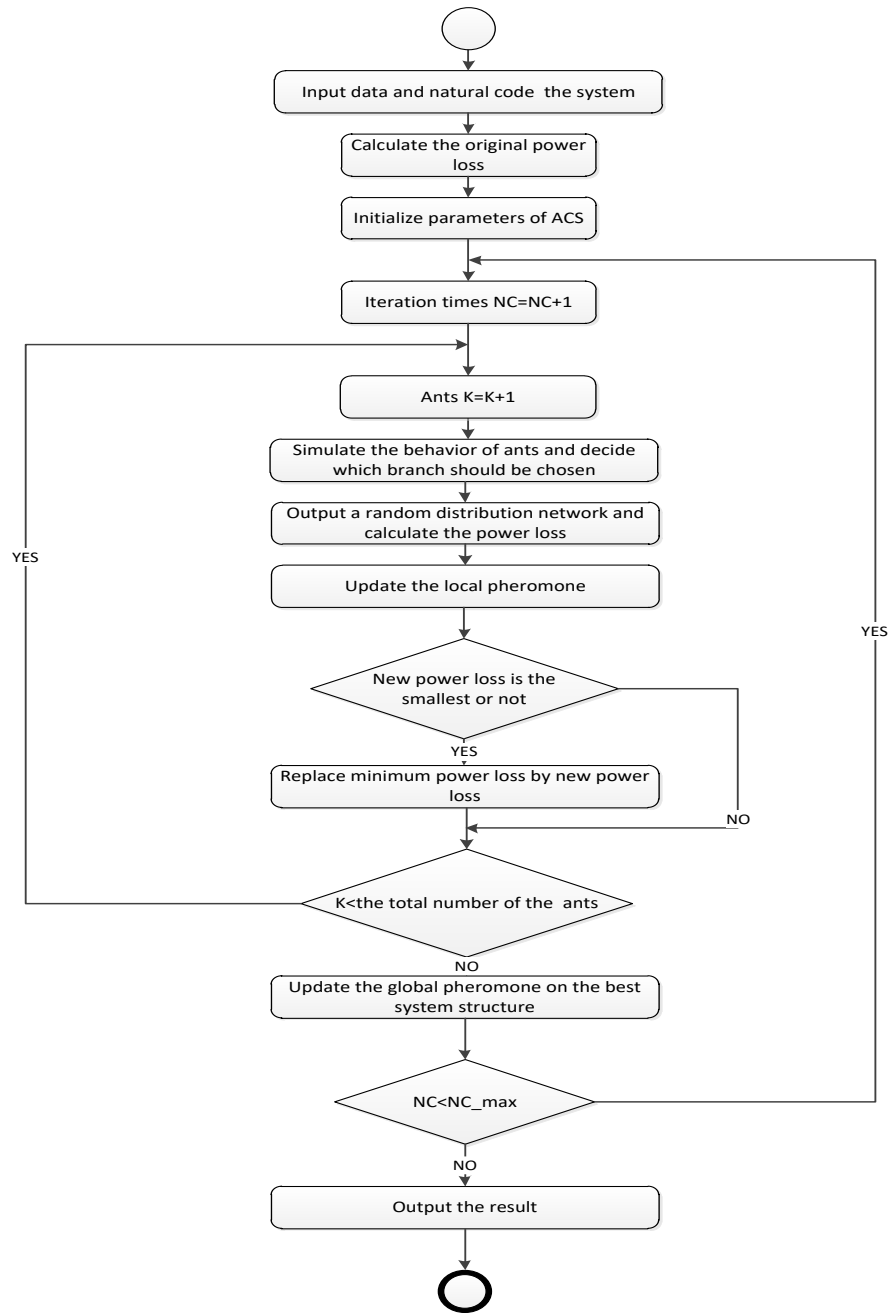 Input data and natural code the system
Calculate the original power
loss
Initialize parameters of ACS
Iteration times NC=NC+1
Ants K=K+1
Simulate the behavior of ants and decide
which branch should be chosen
Output a random distribution network and
calculate the power loss
YES
Update the local pheromone
YES
New power loss is the
smallest or not
YES
Replace minimum power loss by new power
loss
NO
K<the total number of the ants
NO
Update the global pheromone on the best
system structure
NC<NC_max
NO
Output the result